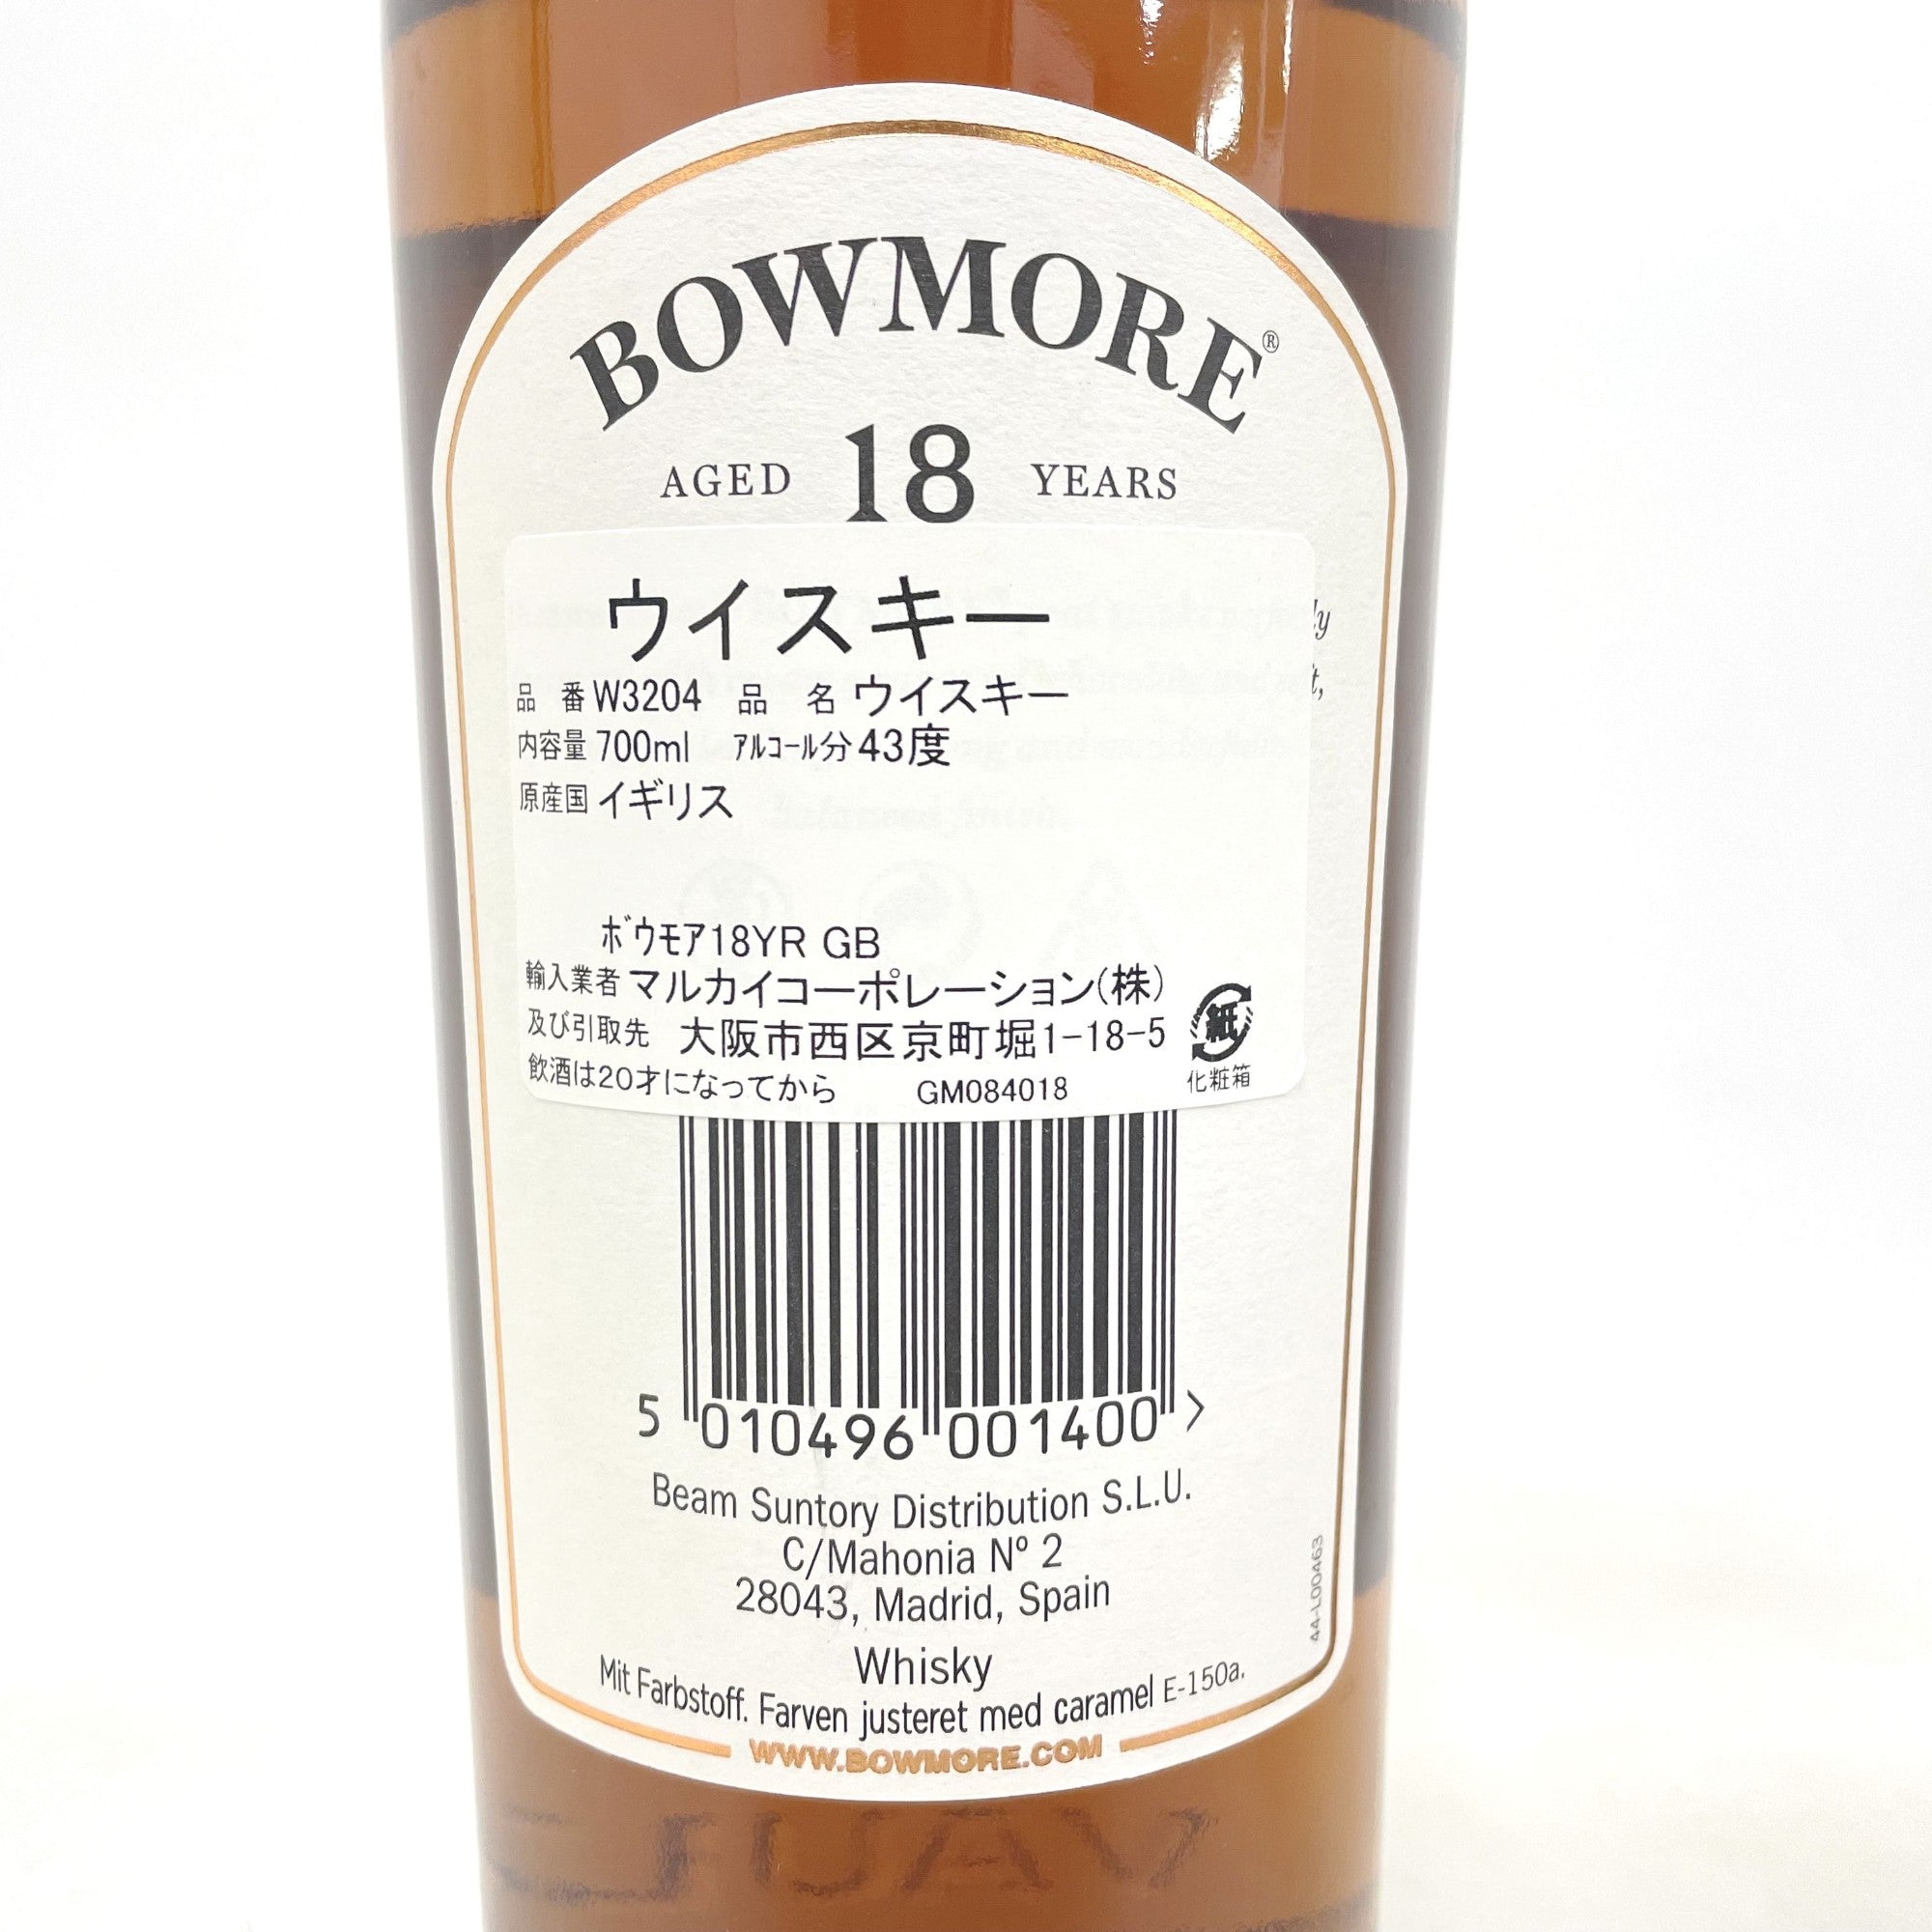 BOWMORE®
AGED 18 YEARS
ウイスキー
品 番 W3204 品 名 ウイスキー
内容量 700ml ｱﾙｺｰﾙ分 43度
原産国 イギリス
ﾎﾞｳﾓｱ18YR GB
輸入業者 マルカイコーポレーション(株)
及び引取先 大阪市西区京町堀1-18-5
飲酒は20才になってから GM084018
紙
化粧箱
5 010496 001400 >
Beam Suntory Distribution S.L.U.
C/Mahonia Nº 2
28043, Madrid, Spain
Whisky
Mit Farbstoff. Farven justeret med caramel E-150a.
WWW.BOWMORE.COM
44-L00463